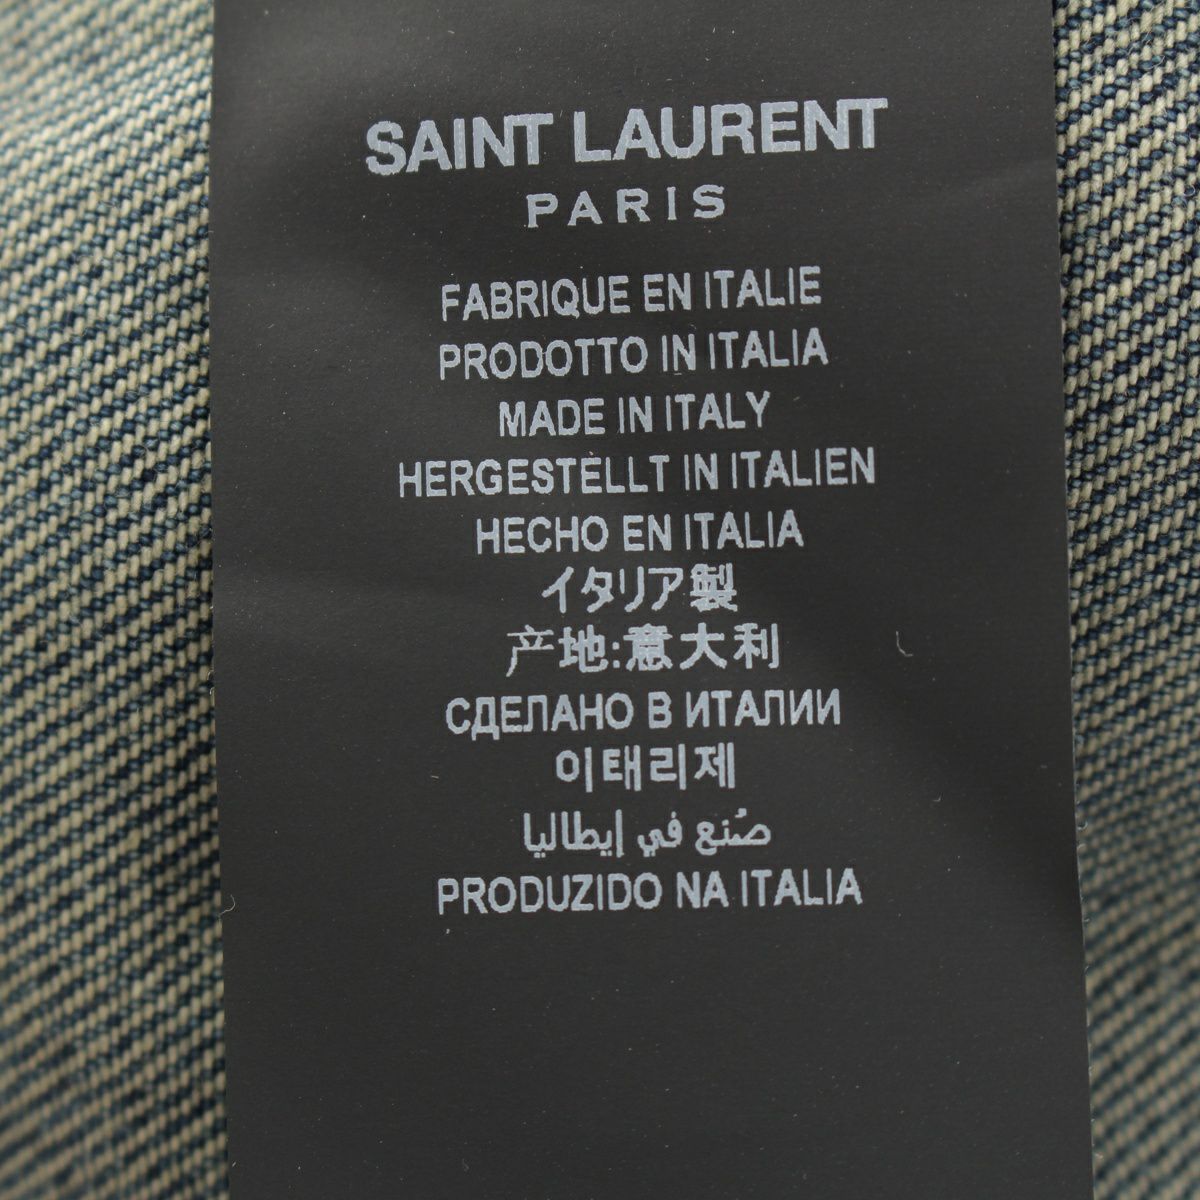 SAINT LAURENT
PARIS
FABRIQUE EN ITALIE
PRODOTTO IN ITALIA
MADE IN ITALY
HERGESTELLT IN ITALIEN
HECHO EN ITALIA
イタリア製
产地:意大利
СДЕЛАНО В ИТАЛИИ
이태리제
صُنع في إيطاليا
PRODUZIDO NA ITALIA